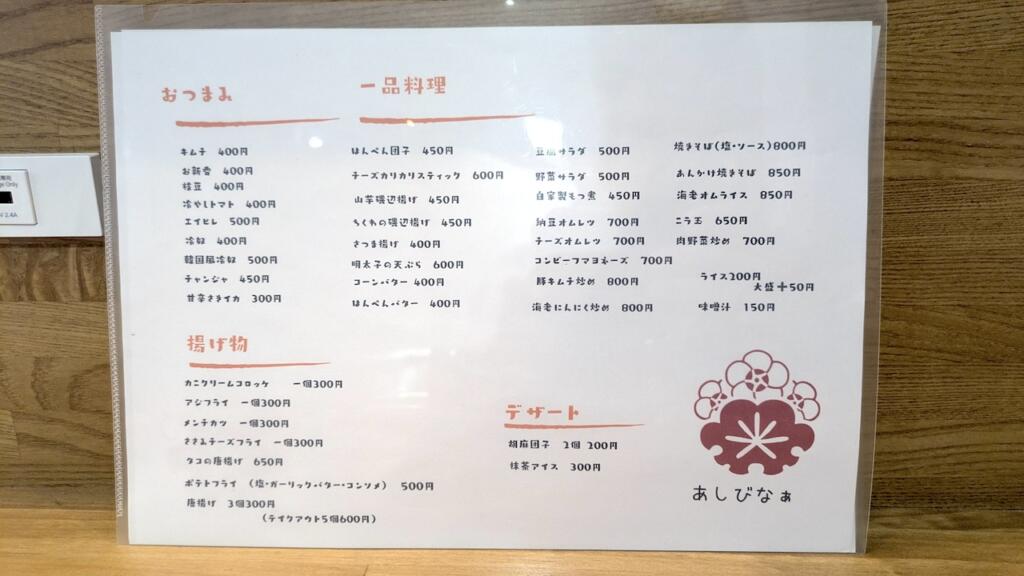 おつまみ
キムチ 400円
お新香 400円
枝豆 400円
冷やしトマト 400円
エイヒレ 500円
冷奴 400円
韓国風冷奴 500円
チャンジャ 450円
甘辛さきイカ 300円
一品料理
はんぺん団子 450円
チーズカリカリスティック 600円
山芋磯辺揚げ 450円
ちくわの磯辺揚げ 450円
さつま揚げ 400円
明太子の天ぷら 600円
コーンバター 400円
はんぺんバター 400円
豆腐サラダ 500円
野菜サラダ 500円
自家製もつ煮 450円
納豆オムレツ 700円
チーズオムレツ 700円
コンビーフマヨネーズ 700円
豚キムチ炒め 800円
海老にんにく炒め 800円
焼きそば(塩・ソース)800円
あんかけ焼きそば 850円
海老オムライス 850円
ニラ玉 650円
肉野菜炒め 700円
ライス200円
大盛+50円
味噌汁 150円
揚げ物
カニクリームコロッケ 一個300円
アジフライ 一個300円
メンチカツ 一個300円
ささみチーズフライ 一個300円
タコの唐揚げ 650円
ポテトフライ (塩・ガーリックバター・コンソメ) 500円
唐揚げ 3個300円
(テイクアウト5個600円)
デザート
胡麻団子 2個 200円
抹茶アイス 300円
あしびなぁ
2.4A